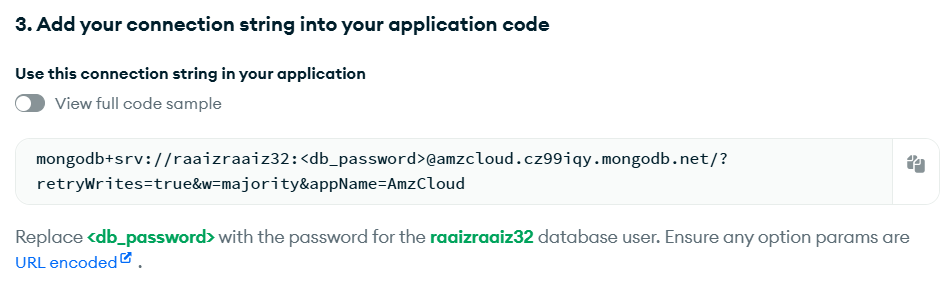 3. Add your connection string into your application code
Use this connection string in your application
View full code sample
mongodb+srv://raaizraaiz32:<db_password>@amzcloud.cz99iqy.mongodb.net/?
retryWrites=true&w=majority&appName=AmzCloud
Replace <db_password> with the password for the raaizraaiz32 database user. Ensure any option params are
URL encoded .